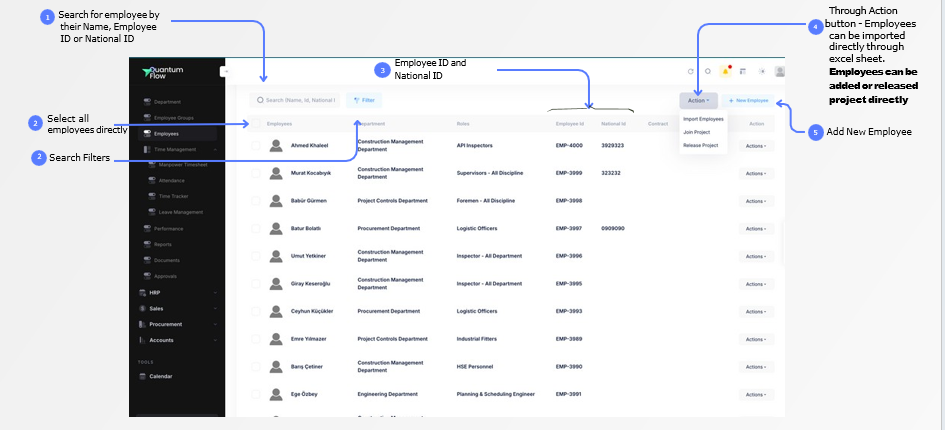 1
Search for employee by
their Name, Employee
ID or National ID
2
Select all
employees directly
2
Search Filters
3
Employee ID and
National ID
4
Through Action
button - Employees
can be imported
directly through
excel sheet.
Employees can be
added or released
project directly
5
Add New Employee
Quantum
Flow
Department
Employee Groups
Employees
Time Management
Manpower Timesheet
Attendance
Time Tracker
Leave Management
Performance
Reports
Documents
Approvals
HRP
Sales
Procurement
Accounts
TOOLS
Calendar
Search (Name, Id, National I
Filter
Action
+ New Employee
Import Employees
Join Project
Release Project
Employees Department Roles Employee Id National Id Contract Action
Ahmed Khaleel Construction Management Department API Inspectors EMP-4000 3929323 Actions
Murat Kocabıyık Construction Management Department Supervisors - All Discipline EMP-3999 323232 Actions
Babür Gürmen Project Controls Department Foremen - All Discipline EMP-3998 Actions
Batur Bolatlı Procurement Department Logistic Officers EMP-3997 0909090 Actions
Umut Yetkiner Construction Management Department Inspector - All Department EMP-3996 Actions
Giray Keseroğlu Construction Management Department Inspector - All Department EMP-3995 Actions
Ceyhun Küçükler Procurement Department Logistic Officers EMP-3993 Actions
Emre Yılmazer Project Controls Department Industrial Fitters EMP-3989 Actions
Barış Çetiner Construction Management Department HSE Personnel EMP-3990 Actions
Ege Özbey Engineering Department Planning & Scheduling Engineer EMP-3991 Actions